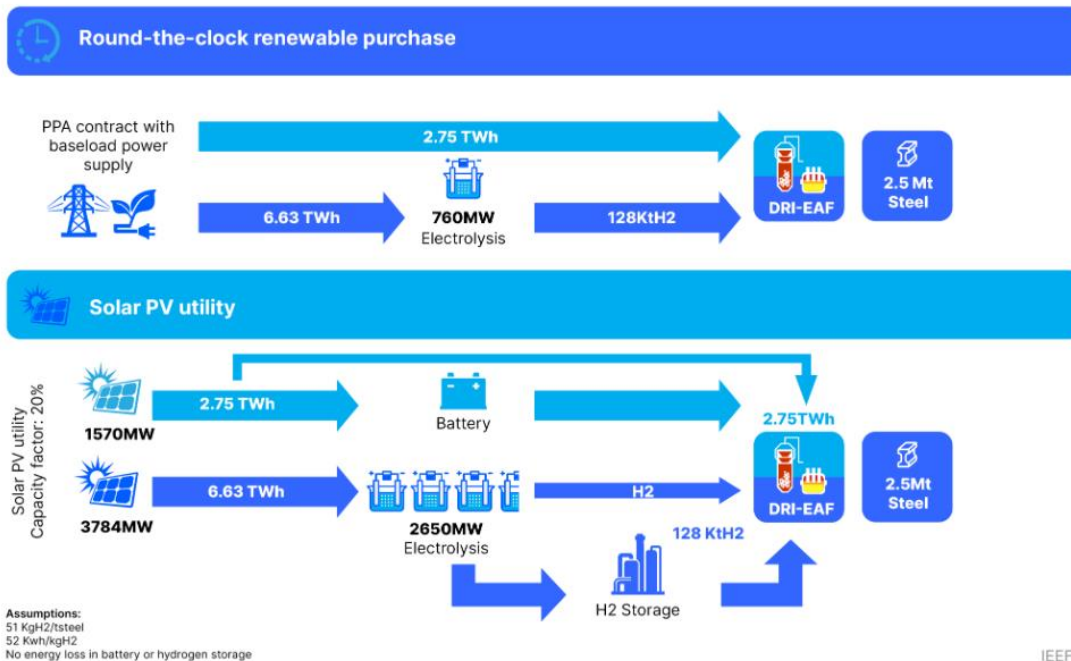 Round-the-clock renewable purchase
PPA contract with
baseload power
supply
2.75 TWh
6.63 TWh
760MW
Electrolysis
128KtH2
DRI-EAF
2.5 Mt
Steel
Solar PV utility
Solar PV utility
Capacity factor: 20%
1570MW
2.75 TWh
Battery
2.75TWh
3784MW
6.63 TWh
2650MW
Electrolysis
H2
DRI-EAF
2.5Mt
Steel
128 KtH2
H2 Storage
Assumptions:
51 KgH2/tsteel
52 Kwh/kgH2
No energy loss in battery or hydrogen storage